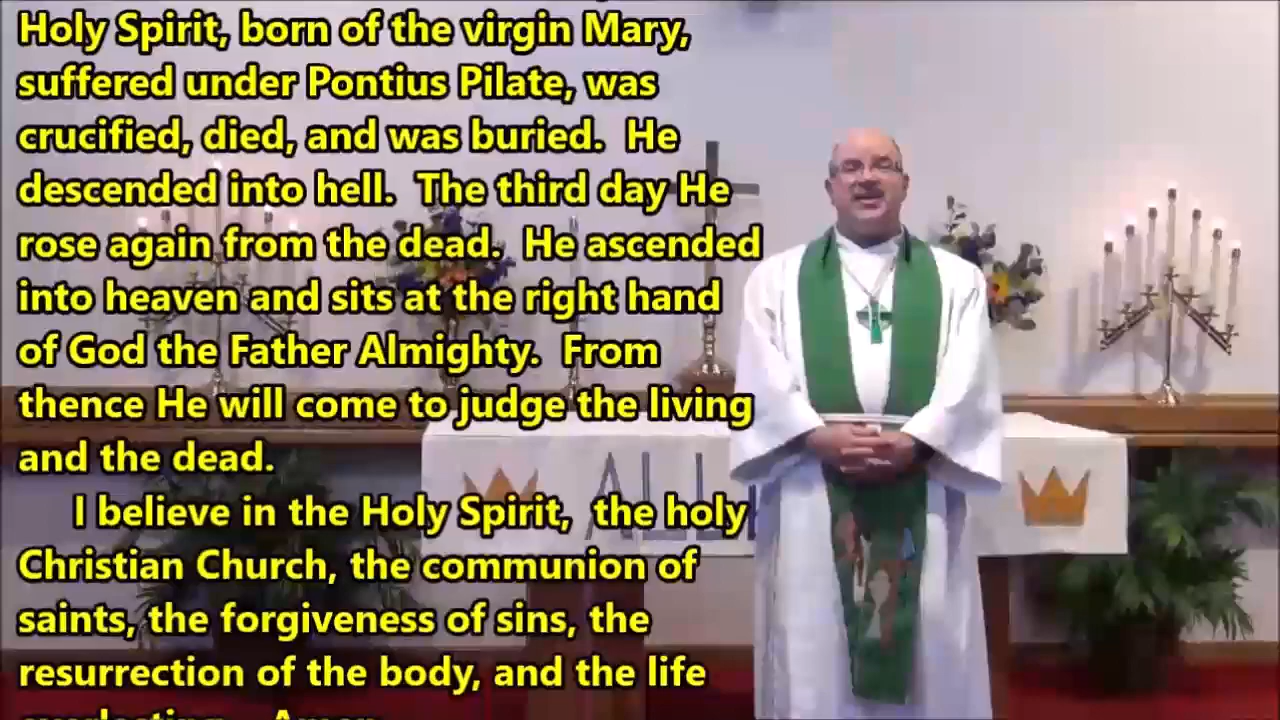 Holy Spirit, born of the virgin Mary,
suffered under Pontius Pilate, was
crucified, died, and was buried.  He
descended into hell.  The third day He
rose again from the dead.  He ascended
into heaven and sits at the right hand
of God the Father Almighty.  From
thence He will come to judge the living
and the dead.
I believe in the Holy Spirit,  the holy
Christian Church, the communion of
saints, the forgiveness of sins, the
resurrection of the body, and the life
everlasting.  Amen.
ALL